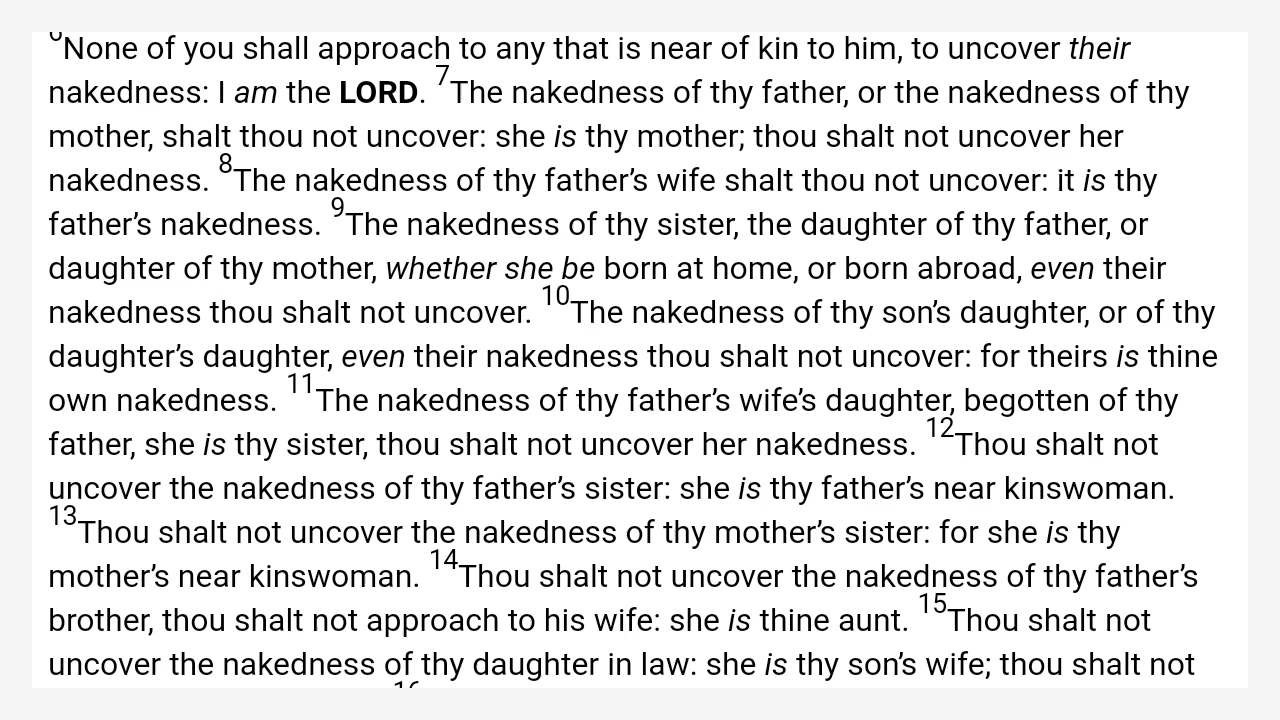 None of you shall approach to any that is near of kin to him, to uncover their
nakedness: I am the LORD. 7The nakedness of thy father, or the nakedness of thy
mother, shalt thou not uncover: she is thy mother; thou shalt not uncover her
nakedness. 8The nakedness of thy father’s wife shalt thou not uncover: it is thy
father’s nakedness. 9The nakedness of thy sister, the daughter of thy father, or
daughter of thy mother, whether she be born at home, or born abroad, even their
nakedness thou shalt not uncover. 10The nakedness of thy son’s daughter, or of thy
daughter’s daughter, even their nakedness thou shalt not uncover: for theirs is thine
own nakedness. 11The nakedness of thy father’s wife’s daughter, begotten of thy
father, she is thy sister, thou shalt not uncover her nakedness. 12Thou shalt not
uncover the nakedness of thy father’s sister: she is thy father’s near kinswoman.
13Thou shalt not uncover the nakedness of thy mother’s sister: for she is thy
mother’s near kinswoman. 14Thou shalt not uncover the nakedness of thy father’s
brother, thou shalt not approach to his wife: she is thine aunt. 15Thou shalt not
uncover the nakedness of thy daughter in law: she is thy son’s wife; thou shalt not